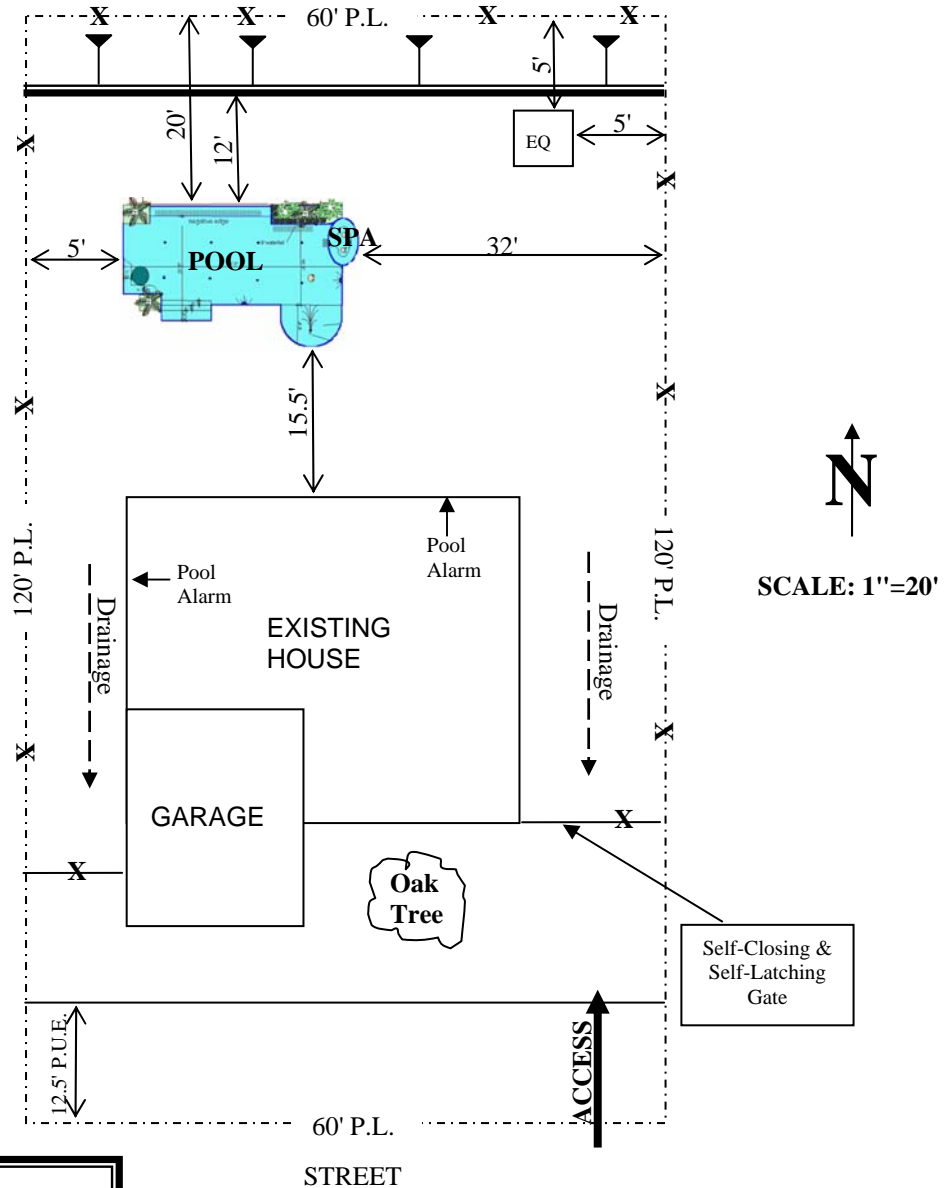 X X 60' P.L. X X
5'
20'
12'
EQ
5'
X
X
5'
POOL
SPA
32'
X
X
15.5'
N
SCALE: 1"=20'
120' P.L.
120' P.L.
Pool
Alarm
Pool
Alarm
Drainage
Drainage
EXISTING
HOUSE
X
X
GARAGE
X
X
Oak
Tree
Self-Closing &
Self-Latching
Gate
12.5' P.U.E.
ACCESS
60' P.L.
STREET